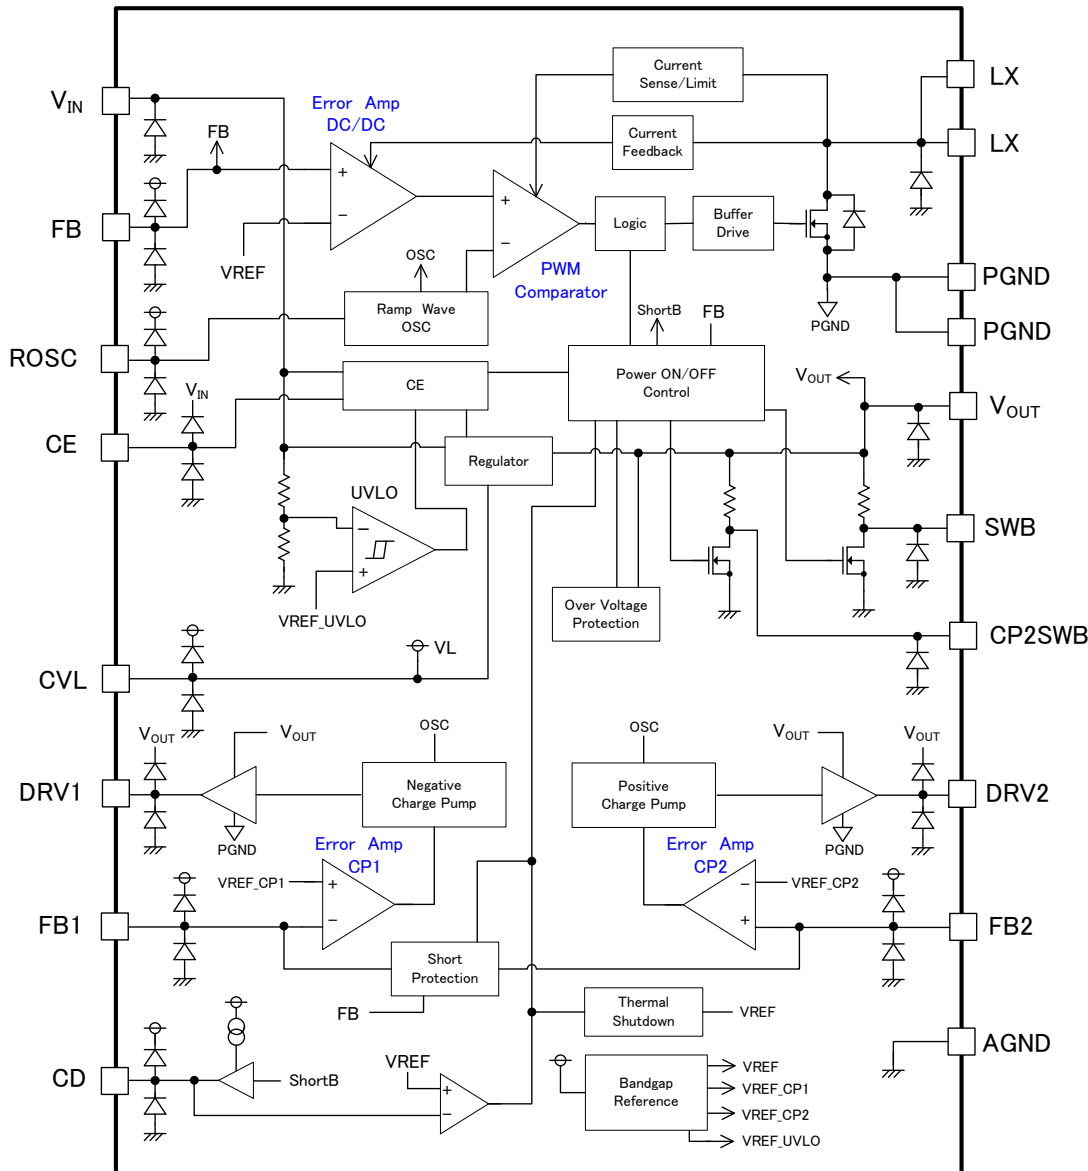 Current
Sense/Limit
LX
VIN
Error Amp
DC/DC
FB
Current
Feedback
LX
+
−
FB
+
−
Logic
Buffer
Drive
VREF
OSC
PWM
Comparator
PGND
Ramp Wave
OSC
ShortB
FB
PGND
PGND
ROSC
VIN
CE
Power ON/OFF
Control
VOUT
VOUT
CE
Regulator
UVLO
−
+
SWB
VREF_UVLO
Over Voltage
Protection
CP2SWB
VL
CVL
VOUT
VOUT
OSC
OSC
VOUT
VOUT
DRV1
Negative
Charge Pump
Positive
Charge Pump
DRV2
PGND
Error Amp
CP1
Error Amp
CP2
PGND
VREF_CP1
+
−
−
+
VREF_CP2
FB1
FB2
Short
Protection
FB
Thermal
Shutdown
VREF
AGND
CD
ShortB
VREF
+
−
Bandgap
Reference
VREF
VREF_CP1
VREF_CP2
VREF_UVLO